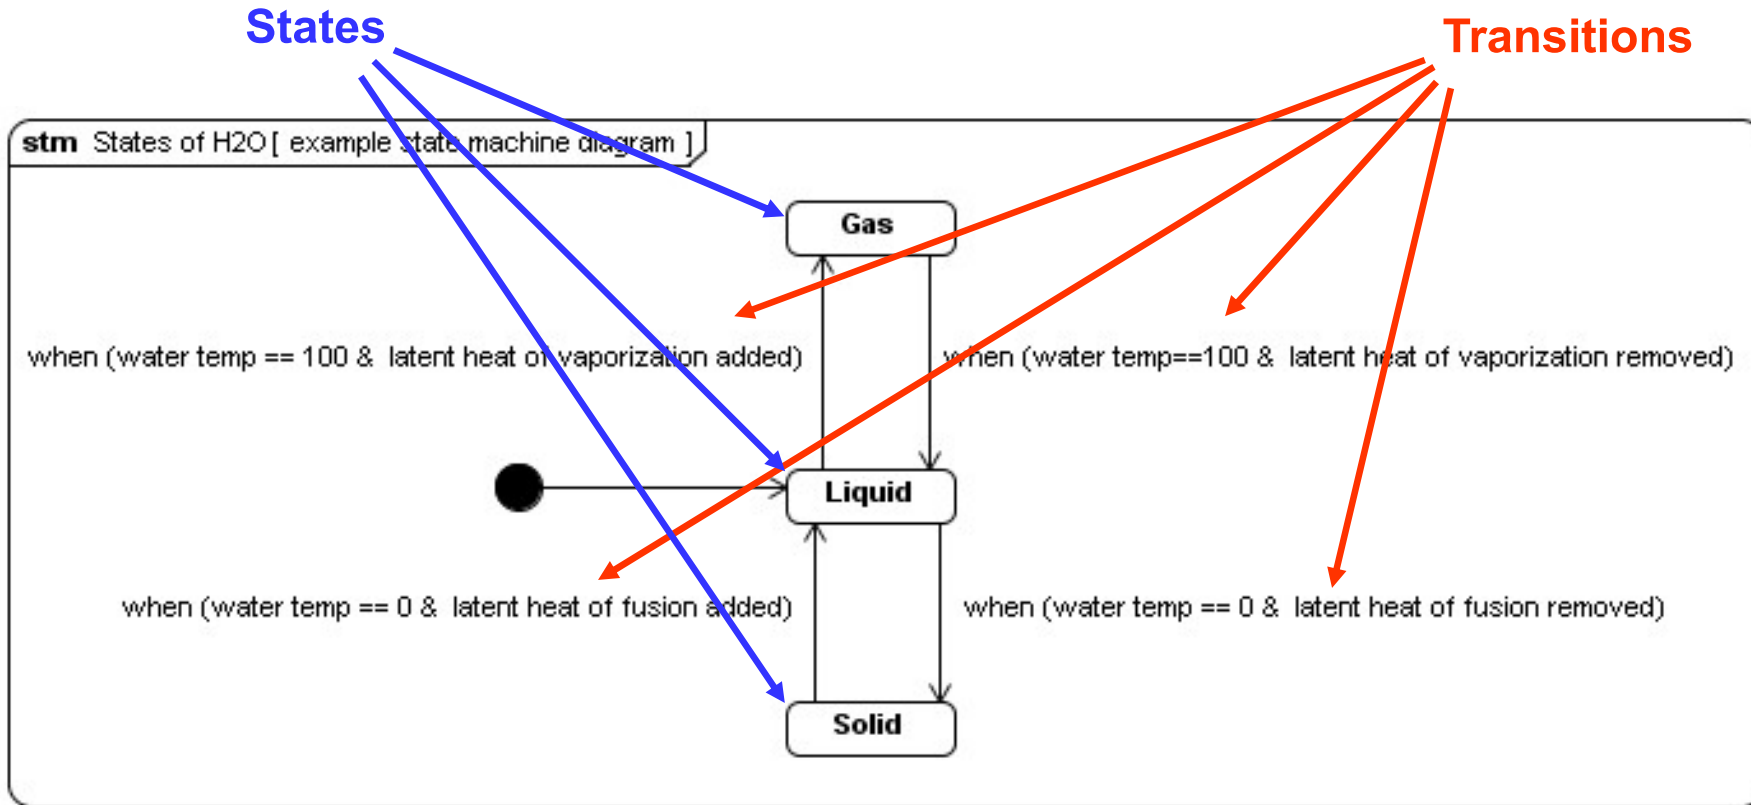 States
Transitions
stm States of H2O [ example state machine diagram ]
Gas
when (water temp == 100 & latent heat of vaporization added)
when (water temp==100 & latent heat of vaporization removed)
Liquid
when (water temp == 0 & latent heat of fusion added)
when (water temp == 0 & latent heat of fusion removed)
Solid